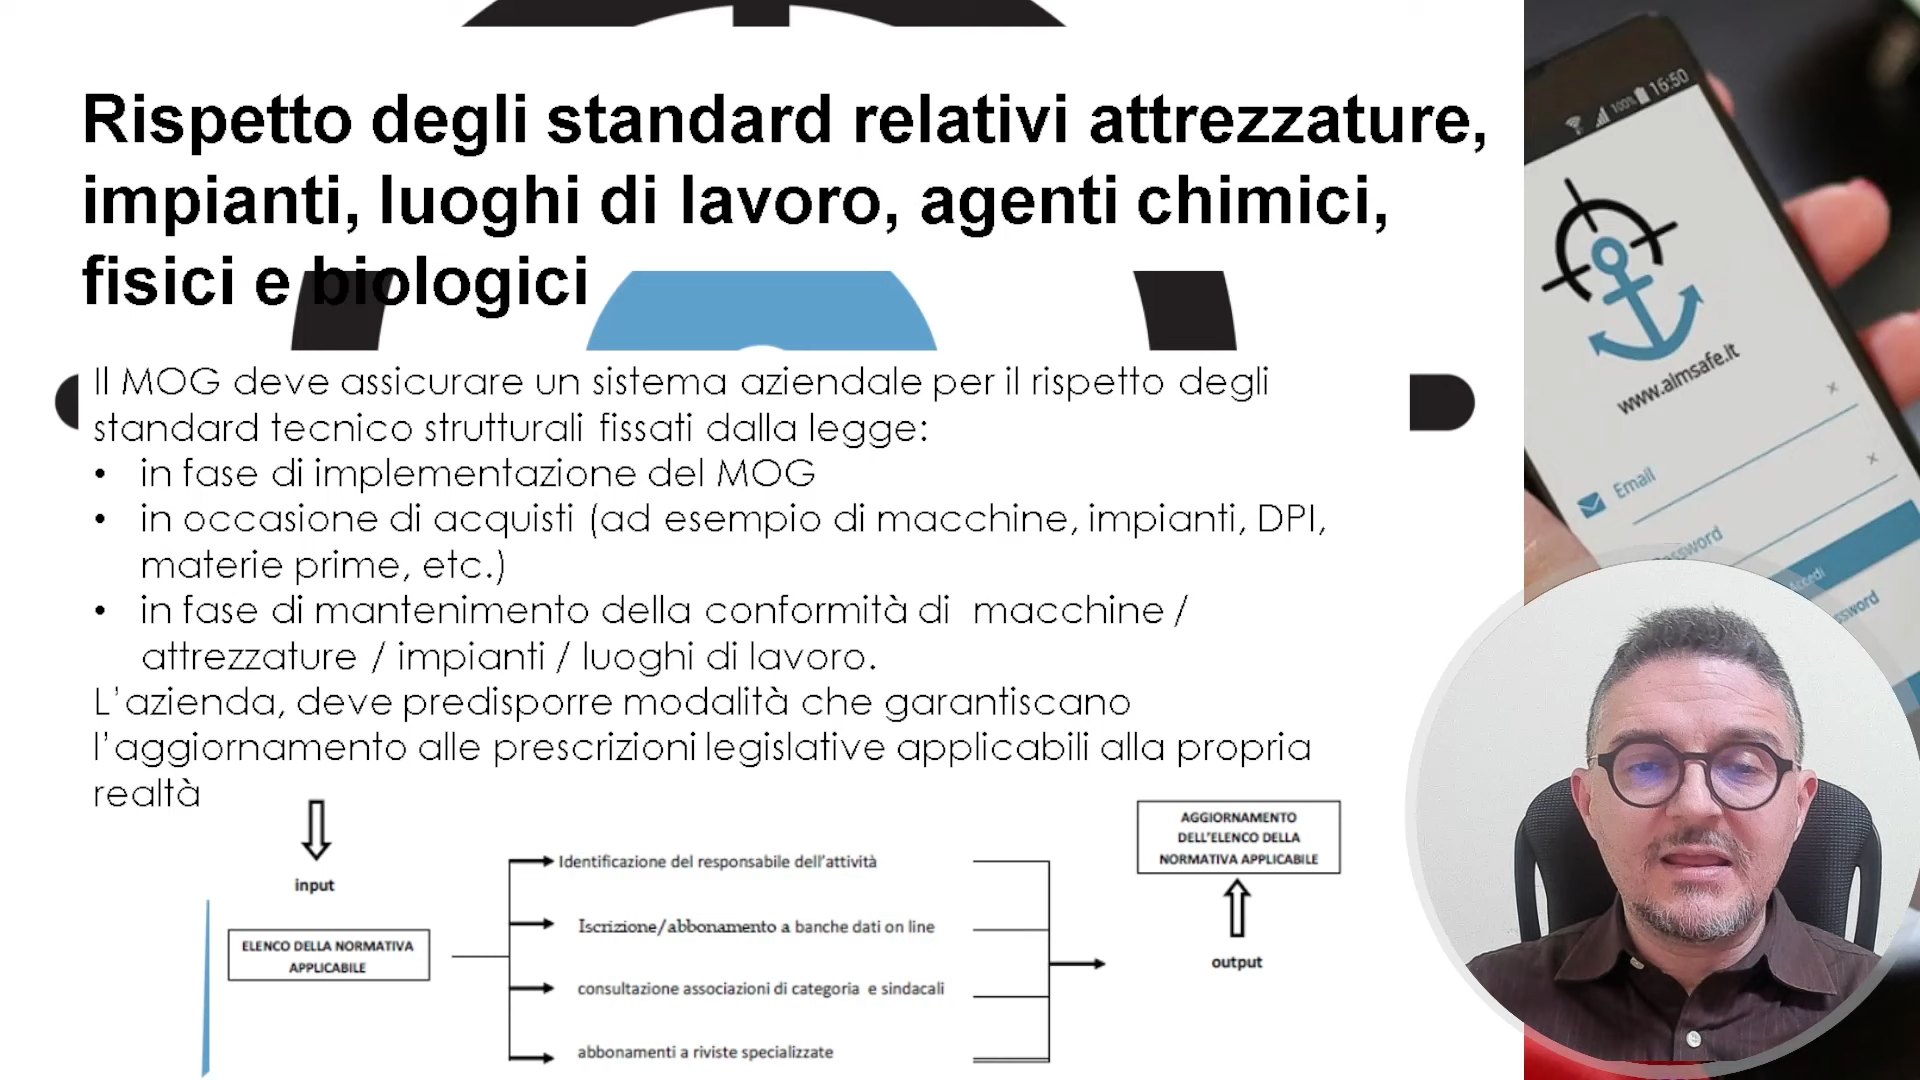 Rispetto degli standard relativi attrezzature,
impianti, luoghi di lavoro, agenti chimici,
fisici e biologici
Il MOG deve assicurare un sistema aziendale per il rispetto degli
standard tecnico strutturali fissati dalla legge:
• in fase di implementazione del MOG
• in occasione di acquisti (ad esempio di macchine, impianti, DPI,
materie prime, etc.)
• in fase di mantenimento della conformità di macchine /
attrezzature / impianti / luoghi di lavoro.
L'azienda, deve predisporre modalità che garantiscano
l'aggiornamento alle prescrizioni legislative applicabili alla propria
realtà
input
ELENCO DELLA NORMATIVA
APPLICABILE
Identificazione del responsabile dell'attività
Iscrizione/abbonamento a banche dati on line
consultazione associazioni di categoria e sindacali
abbonamenti a riviste specializzate
AGGIORNAMENTO
DELL'ELENCO DELLA
NORMATIVA APPLICABILE
output
100% 16:50
www.aimsafe.it
Email
ssword
Accedi
ssword